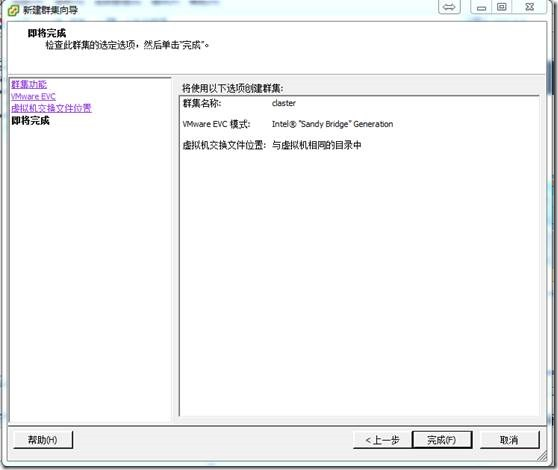 新建群集向导
即将完成
检查此群集的选定选项，然后单击"完成"。
群集功能
VMware EVC
虚拟机交换文件位置
即将完成
将使用以下选项创建群集:
群集名称: claster
VMware EVC 模式: Intel® "Sandy Bridge" Generation
虚拟机交换文件位置: 与虚拟机相同的目录中
帮助(H)
< 上一步
完成(F)
取消